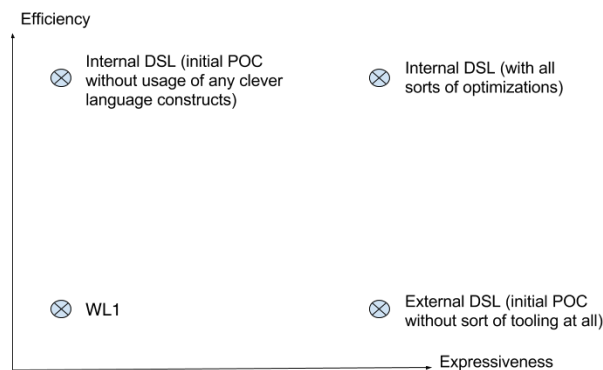 Efficiency
Internal DSL (initial POC
without usage of any clever
language constructs)
Internal DSL (with all
sorts of optimizations)
WL1
External DSL (initial POC
without sort of tooling at all)
Expressiveness